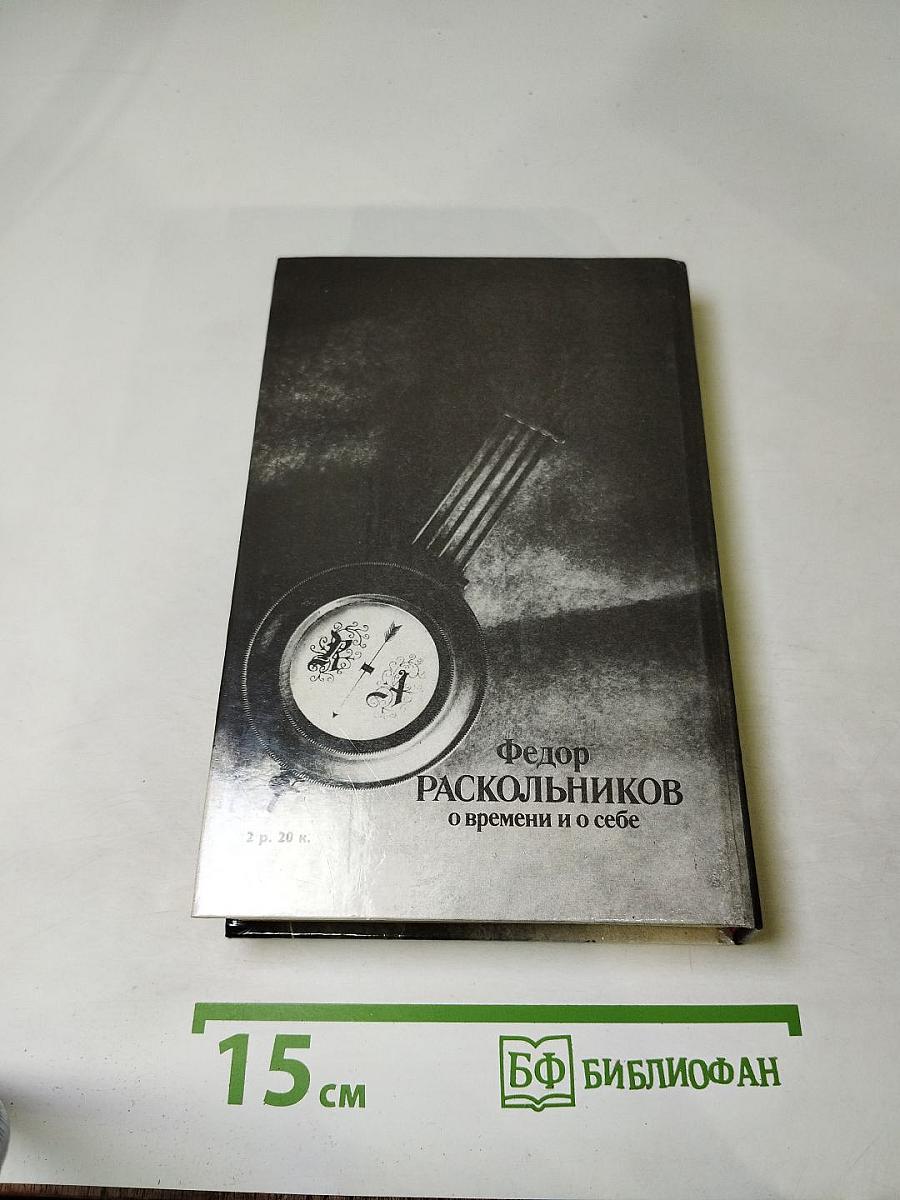 Федор
РАСКОЛЬНИКОВ
о времени и о себе
2 р. 20 к.
15 см
БФ БИБЛИОФАН